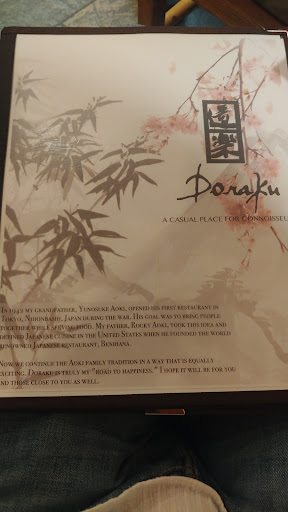 道楽
Doraku
A CASUAL PLACE FOR CONNOISSEU
IN 1942 MY GRANDFATHER, YUNOSUKE AOKI, OPENED HIS FIRST RESTAURANT IN
TOKYO, NIHONBASHI, JAPAN DURING THE WAR. HIS GOAL WAS TO BRING PEOPLE
TOGETHER WHILE SERVING FOOD. MY FATHER, ROCKY AOKI, TOOK THIS IDEA AND
DEFINED JAPANESE CUISINE IN THE UNITED STATES WHEN HE FOUNDED THE WORLD
RENOWNED JAPANESE RESTAURANT, BENIHANA.
NOW WE CONTINUE THE AOKI FAMILY TRADITION IN A WAY THAT IS EQUALLY
EXCITING. DORAKU IS TRULY MY "ROAD TO HAPPINESS." I HOPE IT WILL BE FOR YOU
AND THOSE CLOSE TO YOU AS WELL.